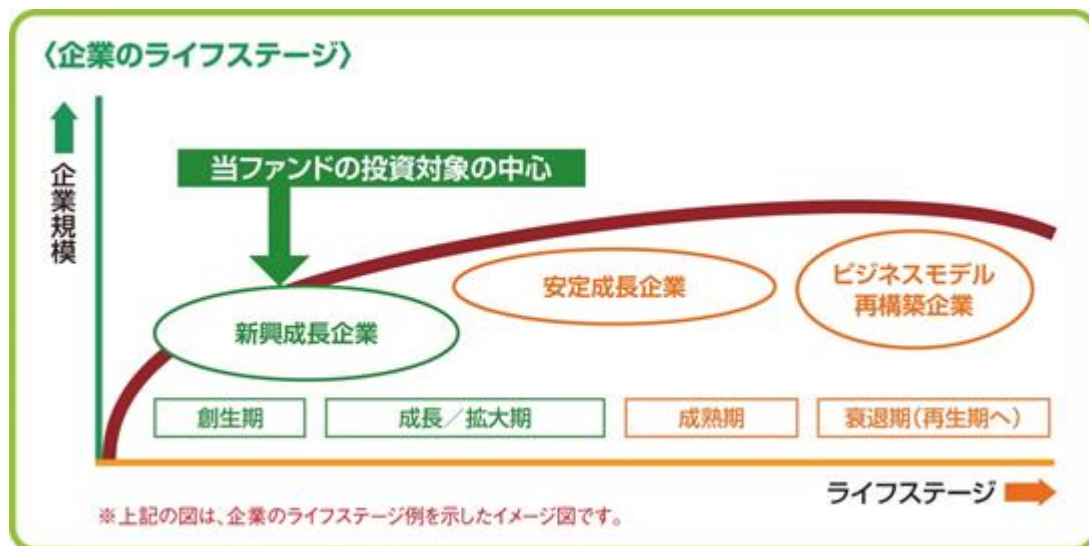 〈企業のライフステージ〉
企業規模
当ファンドの投資対象の中心
新興成長企業
安定成長企業
ビジネスモデル
再構築企業
創生期
成長／拡大期
成熟期
衰退期(再生期へ)
ライフステージ
※上記の図は、企業のライフステージ例を示したイメージ図です。